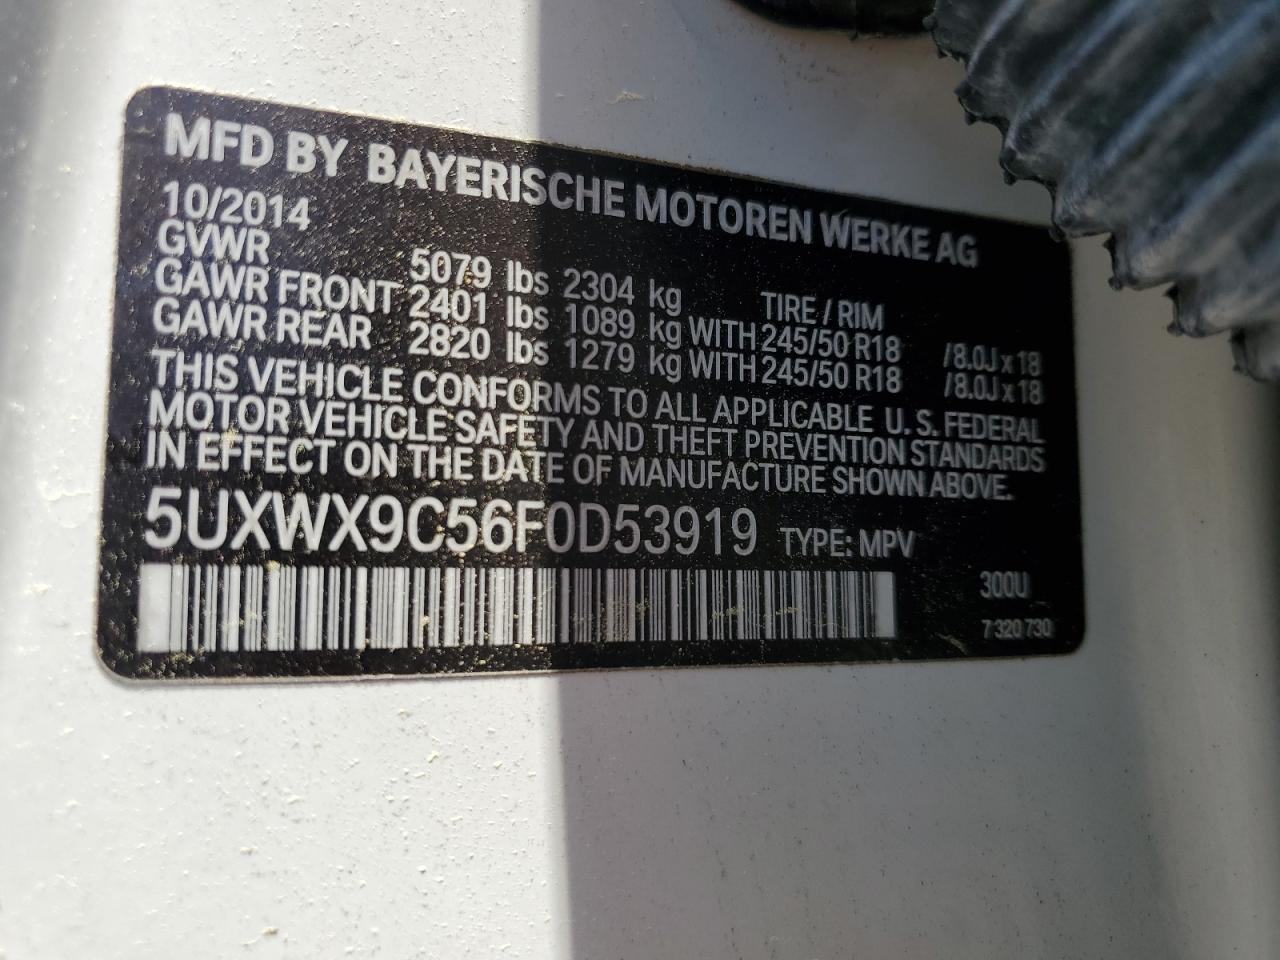 MFD BY BAYERISCHE MOTOREN WERKE AG
10/2014
GVWR 5079 lbs 2304 kg TIRE / RIM
GAWR FRONT 2401 lbs 1089 kg WITH 245/50 R18 /8.0J x 18
GAWR REAR 2820 lbs 1279 kg WITH 245/50 R18 /8.0J x 18
THIS VEHICLE CONFORMS TO ALL APPLICABLE U. S. FEDERAL
MOTOR VEHICLE SAFETY AND THEFT PREVENTION STANDARDS
IN EFFECT ON THE DATE OF MANUFACTURE SHOWN ABOVE.
5UXWX9C56F0D53919 TYPE: MPV
300U
7 320 730